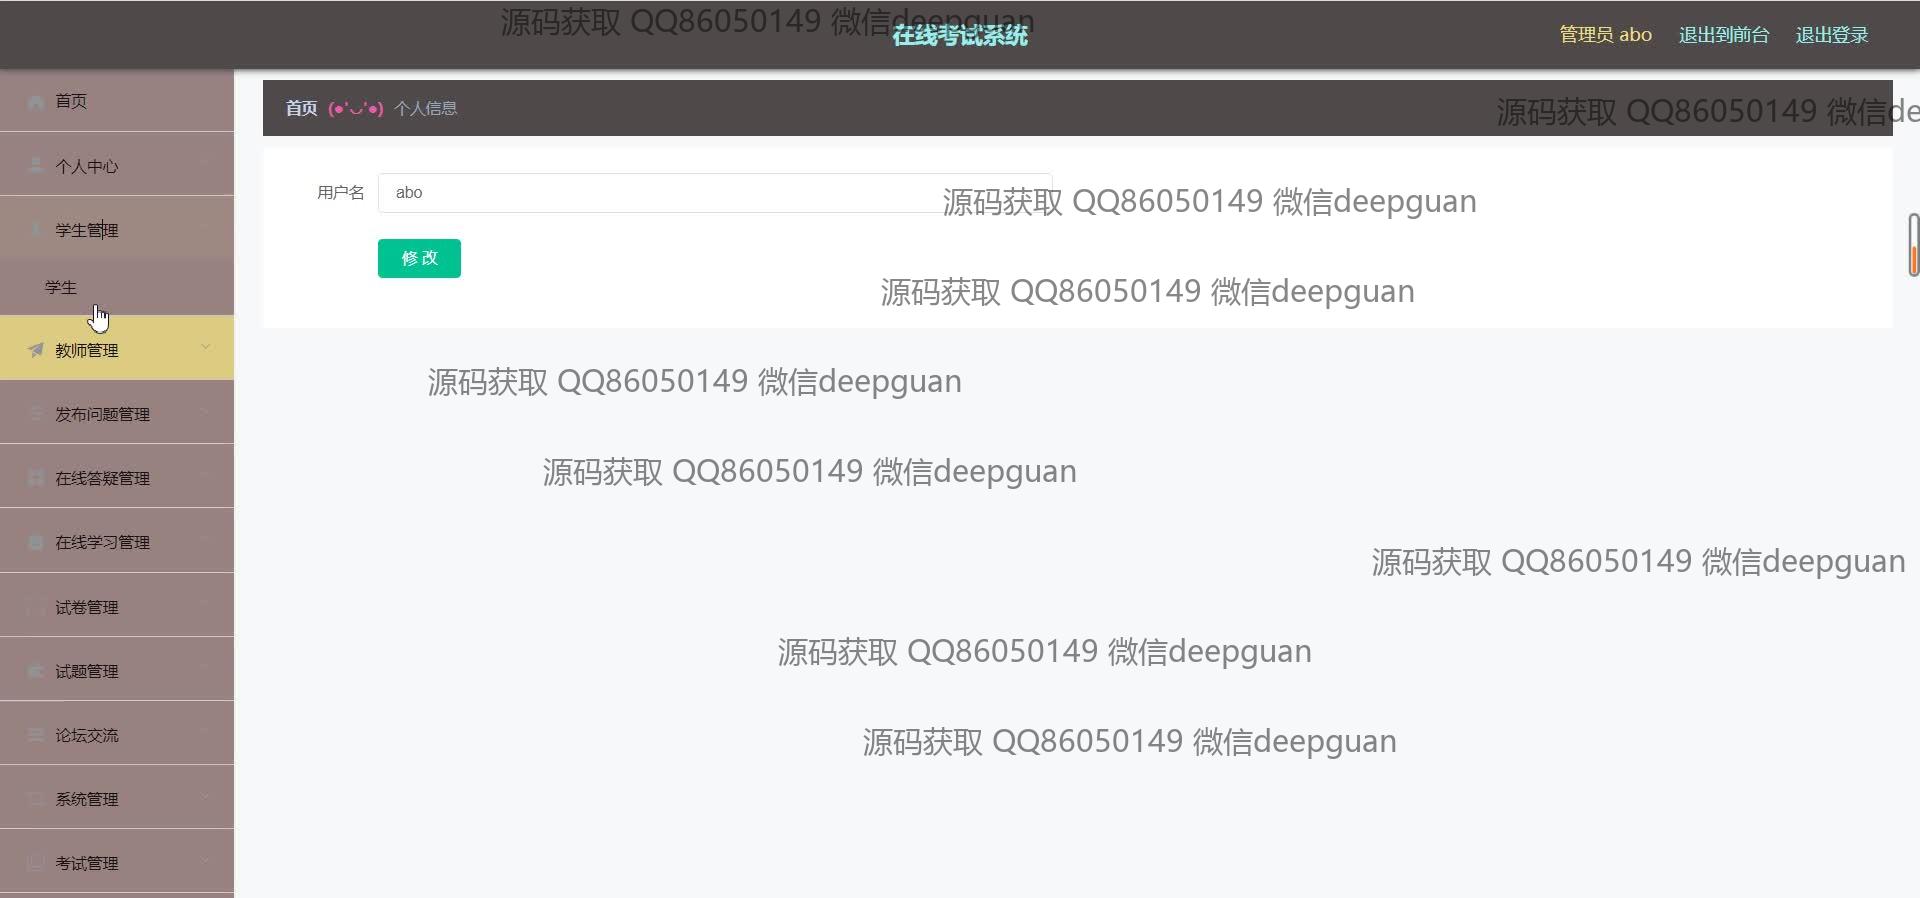 源码获取 QQ86050149 微信deepguan
在线考试系统
管理员 abo
退出到前台
退出登录
首页
个人中心
学生管理
学生
教师管理
发布问题管理
在线答疑管理
在线学习管理
试卷管理
试题管理
论坛交流
系统管理
考试管理
首页 (●'◡'●) 个人信息
源码获取 QQ86050149 微信de
用户名 abo
源码获取 QQ86050149 微信deepguan
修改
源码获取 QQ86050149 微信deepguan
源码获取 QQ86050149 微信deepguan
源码获取 QQ86050149 微信deepguan
源码获取 QQ86050149 微信deepguan
源码获取 QQ86050149 微信deepguan
源码获取 QQ86050149 微信deepguan